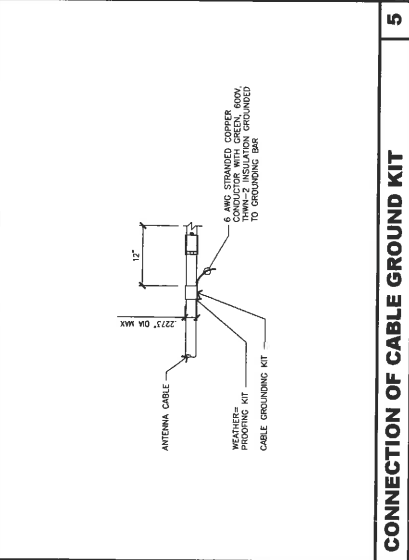 ANTENNA CABLE
.2273" DIA MAX
12"
6 AWG STRANDED COPPER
CONDUCTOR WITH GREEN, 600V,
THWN-2 INSULATION GROUNDED
TO GROUNDING BAR
WEATHER=
PROOFING KIT
CABLE GROUNDING KIT
CONNECTION OF CABLE GROUND KIT
5